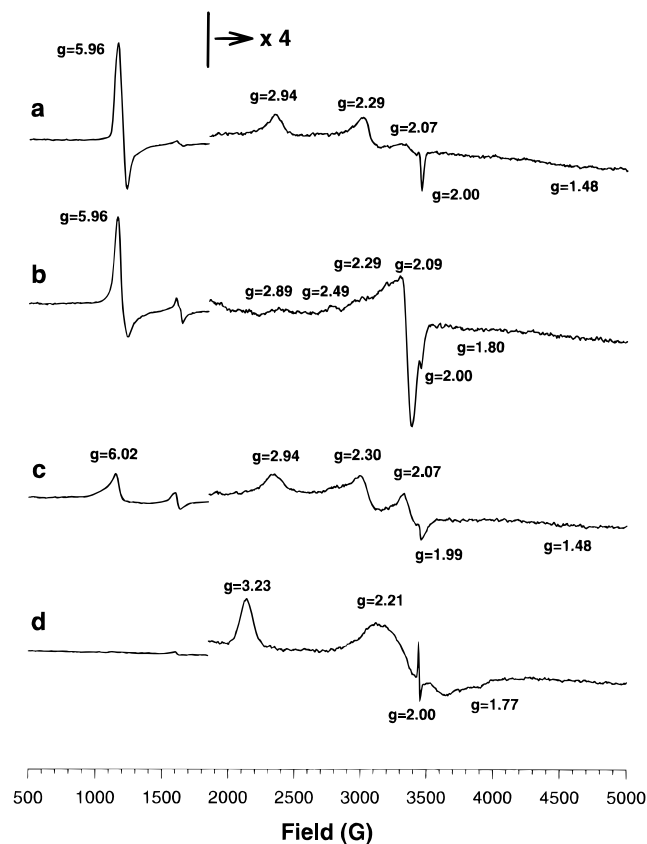 x 4
a
g=5.96
g=2.94
g=2.29
g=2.07
g=2.00
g=1.48
b
g=5.96
g=2.89
g=2.49
g=2.29
g=2.09
g=2.00
g=1.80
c
g=6.02
g=2.94
g=2.30
g=2.07
g=1.99
g=1.48
d
g=3.23
g=2.21
g=2.00
g=1.77
500 1000 1500 2000 2500 3000 3500 4000 4500 5000
Field (G)